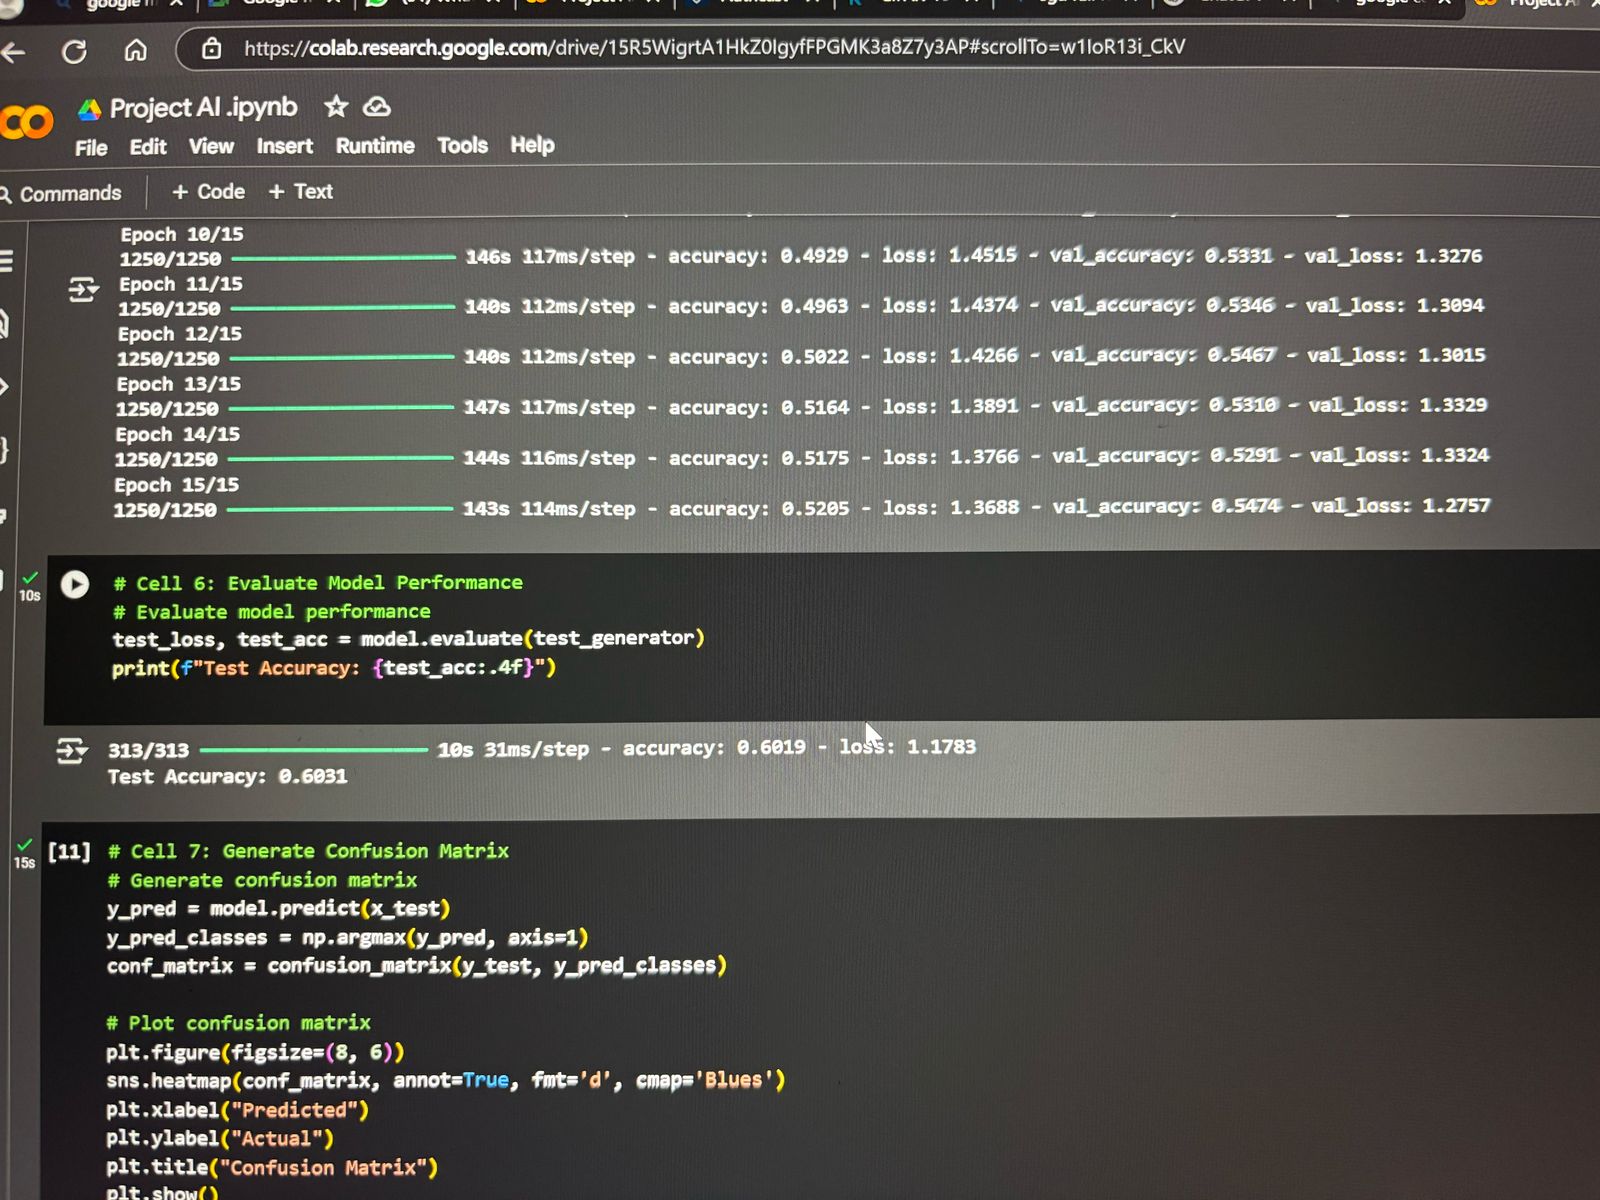 https://colab.research.google.com/drive/15R5WigrtA1HkZ0IgyfFPGMK3a8Z7y3AP#scrollTo=w1IoR13i_CkV
CO Project AI .ipynb
File Edit View Insert Runtime Tools Help
Commands + Code + Text
Epoch 10/15
1250/1250 146s 117ms/step - accuracy: 0.4929 - loss: 1.4515 - val_accuracy: 0.5331 - val_loss: 1.3276
Epoch 11/15
1250/1250 140s 112ms/step - accuracy: 0.4963 - loss: 1.4374 - val_accuracy: 0.5346 - val_loss: 1.3094
Epoch 12/15
1250/1250 140s 112ms/step - accuracy: 0.5022 - loss: 1.4266 - val_accuracy: 0.5467 - val_loss: 1.3015
Epoch 13/15
1250/1250 147s 117ms/step - accuracy: 0.5164 - loss: 1.3891 - val_accuracy: 0.5310 - val_loss: 1.3329
Epoch 14/15
1250/1250 144s 116ms/step - accuracy: 0.5175 - loss: 1.3766 - val_accuracy: 0.5291 - val_loss: 1.3324
Epoch 15/15
1250/1250 143s 114ms/step - accuracy: 0.5205 - loss: 1.3688 - val_accuracy: 0.5474 - val_loss: 1.2757
# Cell 6: Evaluate Model Performance
10s
# Evaluate model performance
test_loss, test_acc = model.evaluate(test_generator)
print(f"Test Accuracy: {test_acc:.4f}")
313/313 10s 31ms/step - accuracy: 0.6019 - loss: 1.1783
Test Accuracy: 0.6031
[11] # Cell 7: Generate Confusion Matrix
15s
# Generate confusion matrix
y_pred = model.predict(x_test)
y_pred_classes = np.argmax(y_pred, axis=1)
conf_matrix = confusion_matrix(y_test, y_pred_classes)
# Plot confusion matrix
plt.figure(figsize=(8, 6))
sns.heatmap(conf_matrix, annot=True, fmt='d', cmap='Blues')
plt.xlabel("Predicted")
plt.ylabel("Actual")
plt.title("Confusion Matrix")
plt.show()